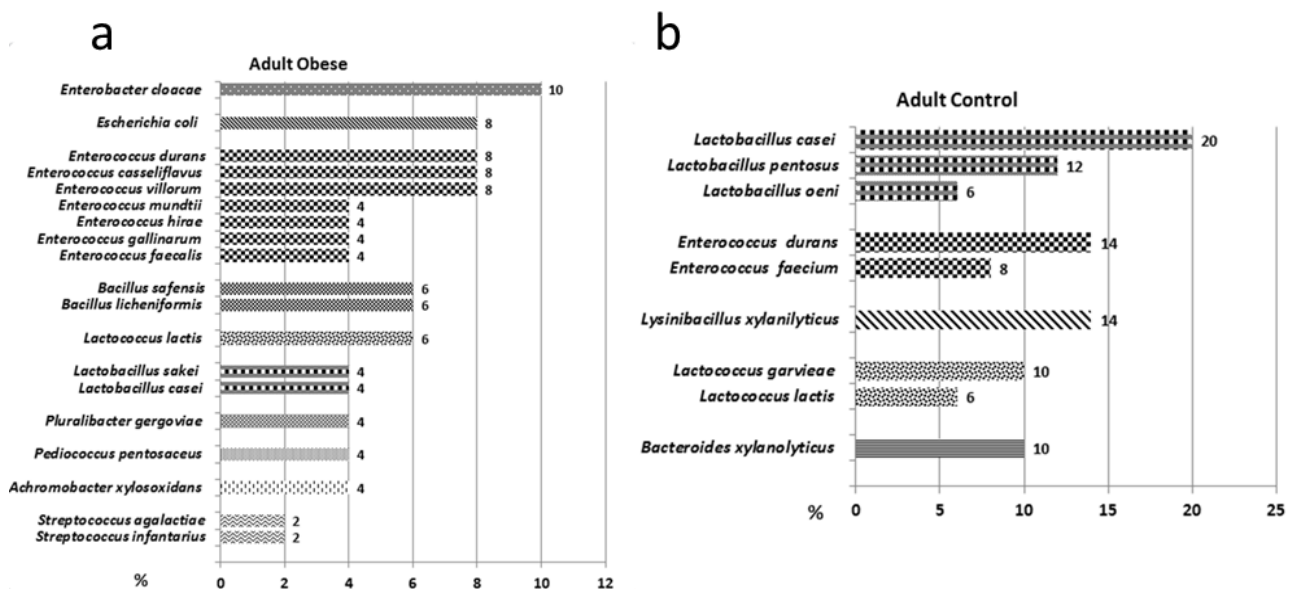 a
Adult Obese
Enterobacter cloacae 10
Escherichia coli 8
Enterococcus durans 8
Enterococcus casseliflavus 8
Enterococcus villorum 8
Enterococcus mundtii 4
Enterococcus hirae 4
Enterococcus gallinarum 4
Enterococcus faecalis 4
Bacillus safensis 6
Bacillus licheniformis 6
Lactococcus lactis 6
Lactobacillus sakei 4
Lactobacillus casei 4
Pluralibacter gergoviae 4
Pediococcus pentosaceus 4
Achromobacter xylosoxidans 4
Streptococcus agalactiae 2
Streptococcus infantarius 2
% 0 2 4 6 8 10 12
b
Adult Control
Lactobacillus casei 20
Lactobacillus pentosus 12
Lactobacillus oeni 6
Enterococcus durans 14
Enterococcus faecium 8
Lysinibacillus xylanilyticus 14
Lactococcus garvieae 10
Lactococcus lactis 6
Bacteroides xylanolyticus 10
% 0 5 10 15 20 25